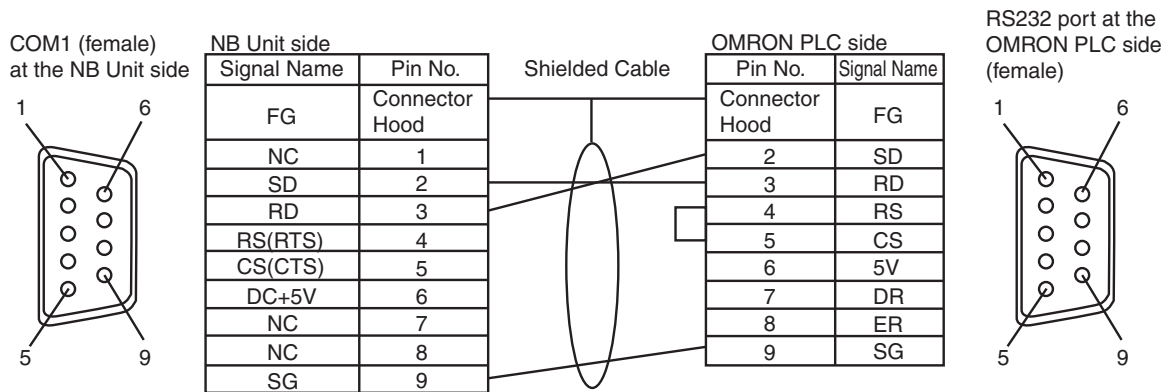 COM1 (female)
at the NB Unit side
1 6
5 9
NB Unit side
Signal Name Pin No.
FG Connector
Hood
NC 1
SD 2
RD 3
RS(RTS) 4
CS(CTS) 5
DC+5V 6
NC 7
NC 8
SG 9
Shielded Cable
OMRON PLC side
Pin No. Signal Name
Connector
Hood FG
2 SD
3 RD
4 RS
5 CS
6 5V
7 DR
8 ER
9 SG
RS232 port at the
OMRON PLC side
(female)
1 6
5 9